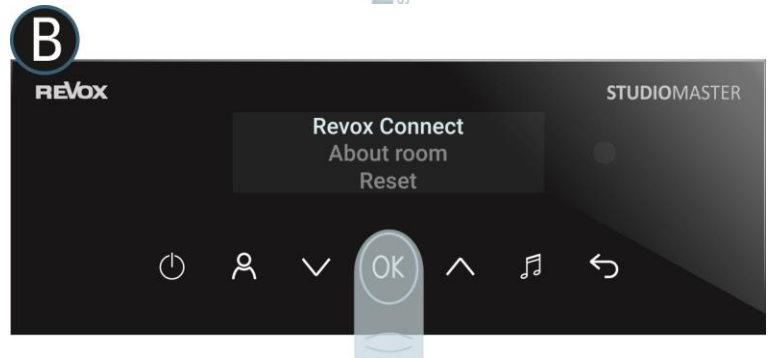 B
REVOX STUDIOMASTER
Revox Connect
About room
Reset
OK